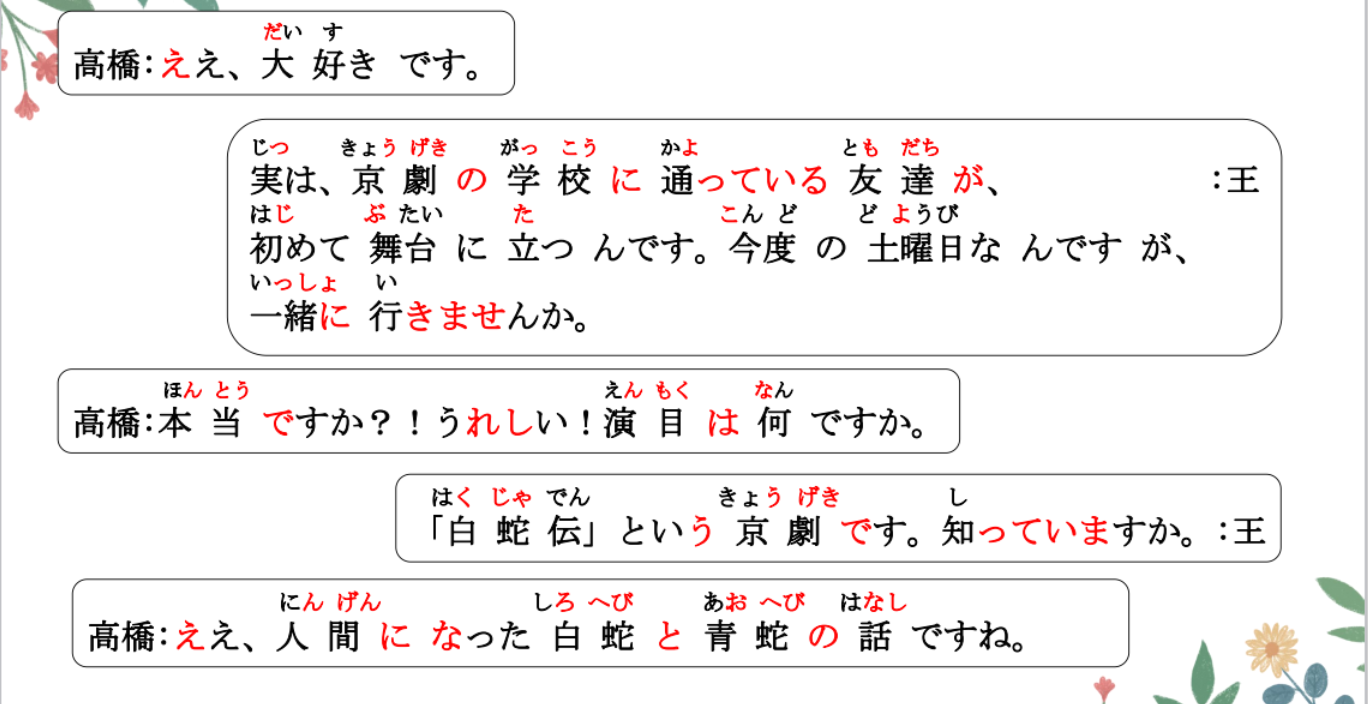 だい す
高橋：ええ、大 好き です。
じつ きょう げき がっ こう かよ とも だち
実は、京 劇 の 学 校 に 通っている 友 達 が、 ：王
はじ ぶ たい た こん ど ど ようび
初めて 舞台 に 立つ んです。今度 の 土曜日な んです が、
いっしょ い
一緒に 行きませんか。
ほん とう えん もく なん
高橋：本 当 ですか？！うれしい！演 目 は 何 ですか。
はく じゃ でん きょう げき し
「白 蛇 伝」という 京 劇 です。知っていますか。：王
にん げん しろ へび あお へび はなし
高橋：ええ、人 間 に なった 白 蛇 と 青 蛇 の 話 ですね。